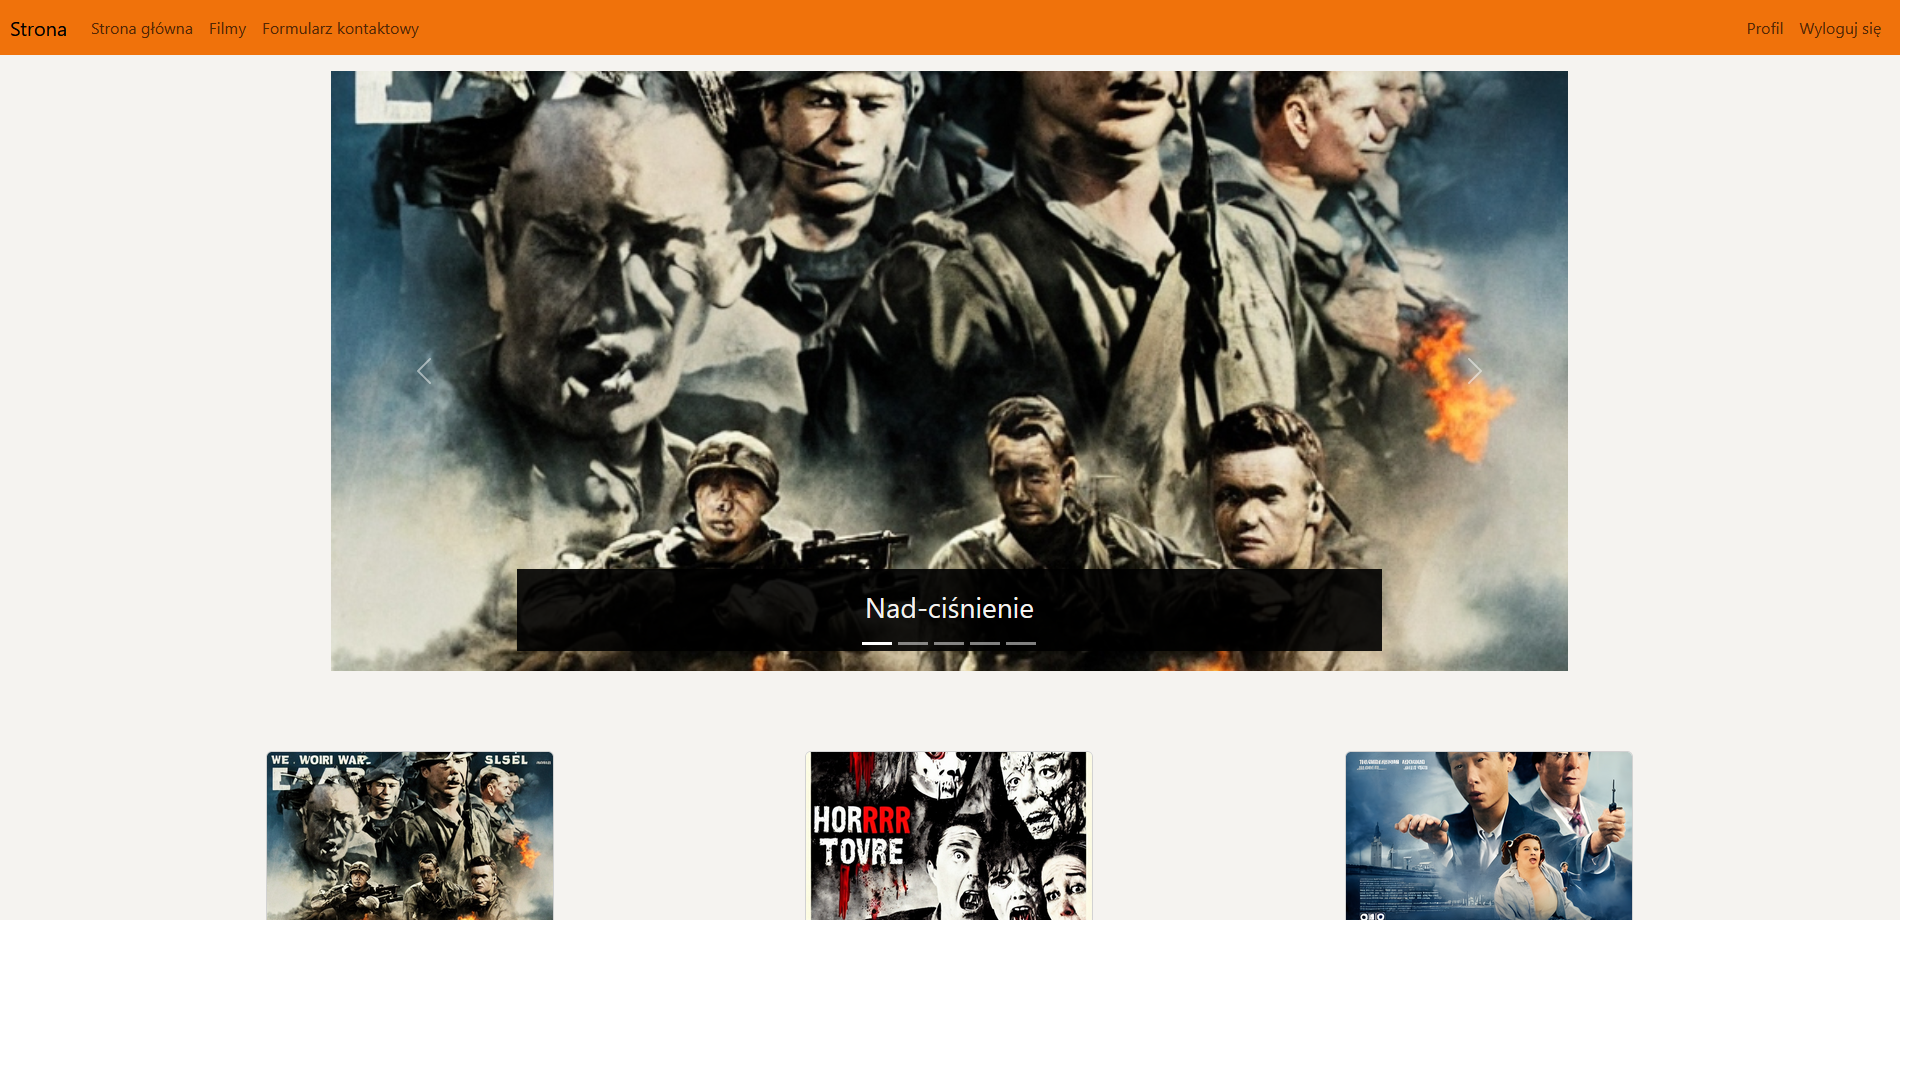 Strona Strona główna Filmy Formularz kontaktowy Profil Wyloguj się
Nad-ciśnienie
WE . WOIRI WAR. SLSEL
HORRRR
TOVRE